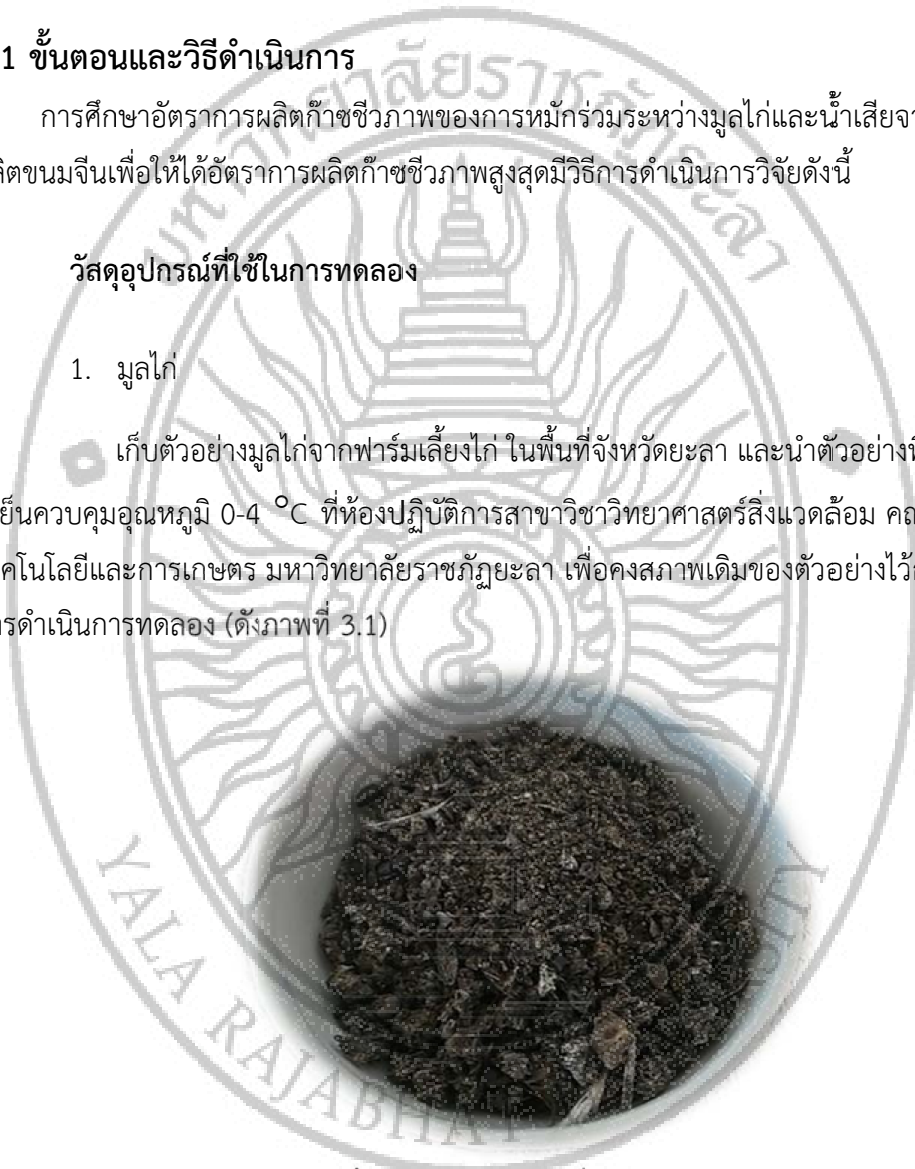 1 ขั้นตอนและวิธีดำเนินการ
การศึกษาอัตราการผลิตก๊าซชีวภาพของการหมักร่วมระหว่างมูลไก่และน้ำเสียจา
ลิตขนมจีนเพื่อให้ได้อัตราการผลิตก๊าซชีวภาพสูงสุดมีวิธีการดำเนินการวิจัยดังนี้
วัสดุอุปกรณ์ที่ใช้ในการทดลอง
1. มูลไก่
เก็บตัวอย่างมูลไก่จากฟาร์มเลี้ยงไก่ ในพื้นที่จังหวัดยะลา และนำตัวอย่าง
ย็นควบคุมอุณหภูมิ 0-4 °C ที่ห้องปฏิบัติการสาขาวิชาวิทยาศาสตร์สิ่งแวดล้อม คณ
คโนโลยีและการเกษตร มหาวิทยาลัยราชภัฏยะลา เพื่อคงสภาพเดิมของตัวอย่างไว้
ารดำเนินการทดลอง (ดังภาพที่ 3.1)
มหาวิทยาลัยราชภัฏยะลา
YALA RAJABHAT